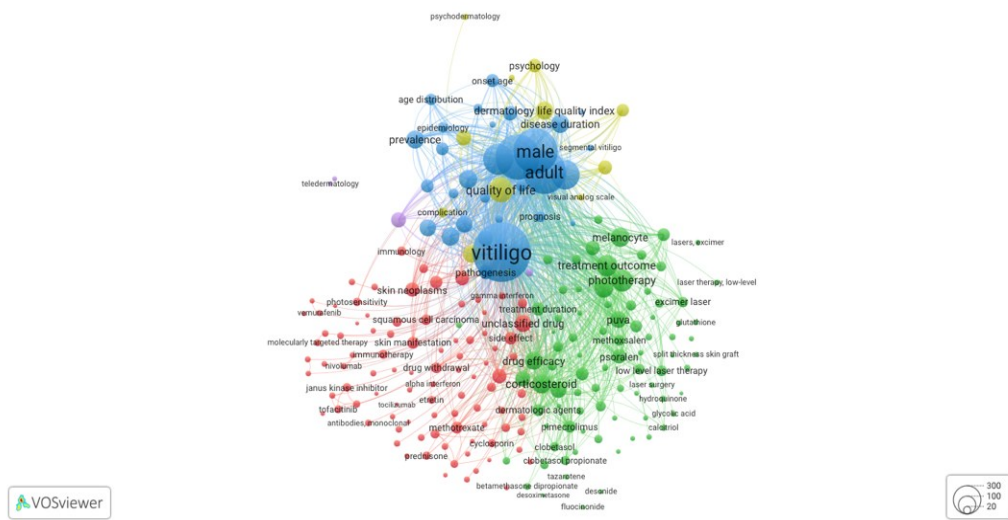 psychodermatology
psychology
onset age
age distribution
dermatology life quality index
disease duration
epidemiology
prevalence
segmental vitiligo
male
adult
teledermatology
quality of life
visual analog scale
complication
prognosis
melanocyte
lasers, excimer
immunology
vitiligo
treatment outcome
pathogenesis
phototherapy
laser therapy, low-level
skin neoplasms
gamma interferon
photosensitivity
excimer laser
vemurafenib
treatment duration
squamous cell carcinoma
unclassified drug
puva
glutathione
side effect
molecularly targeted therapy
skin manifestation
methoxsalen
immunotherapy
psoralen
split thickness skin graft
nivolumab
drug withdrawal
drug efficacy
low level laser therapy
janus kinase inhibitor
alpha interferon
corticosteroid
laser surgery
etretin
hydroquinone
tofacitinib
tocilizumab
dermatologic agents
glycolic acid
antibodies, monoclonal
methotrexate
pimecrolimus
calcitriol
cyclosporin
clobetasol
prednisone
clobetasol propionate
tazarotene
betamethasone dipropionate
desonide
desoximetasone
fluocinonide
VOSviewer
300
100
20